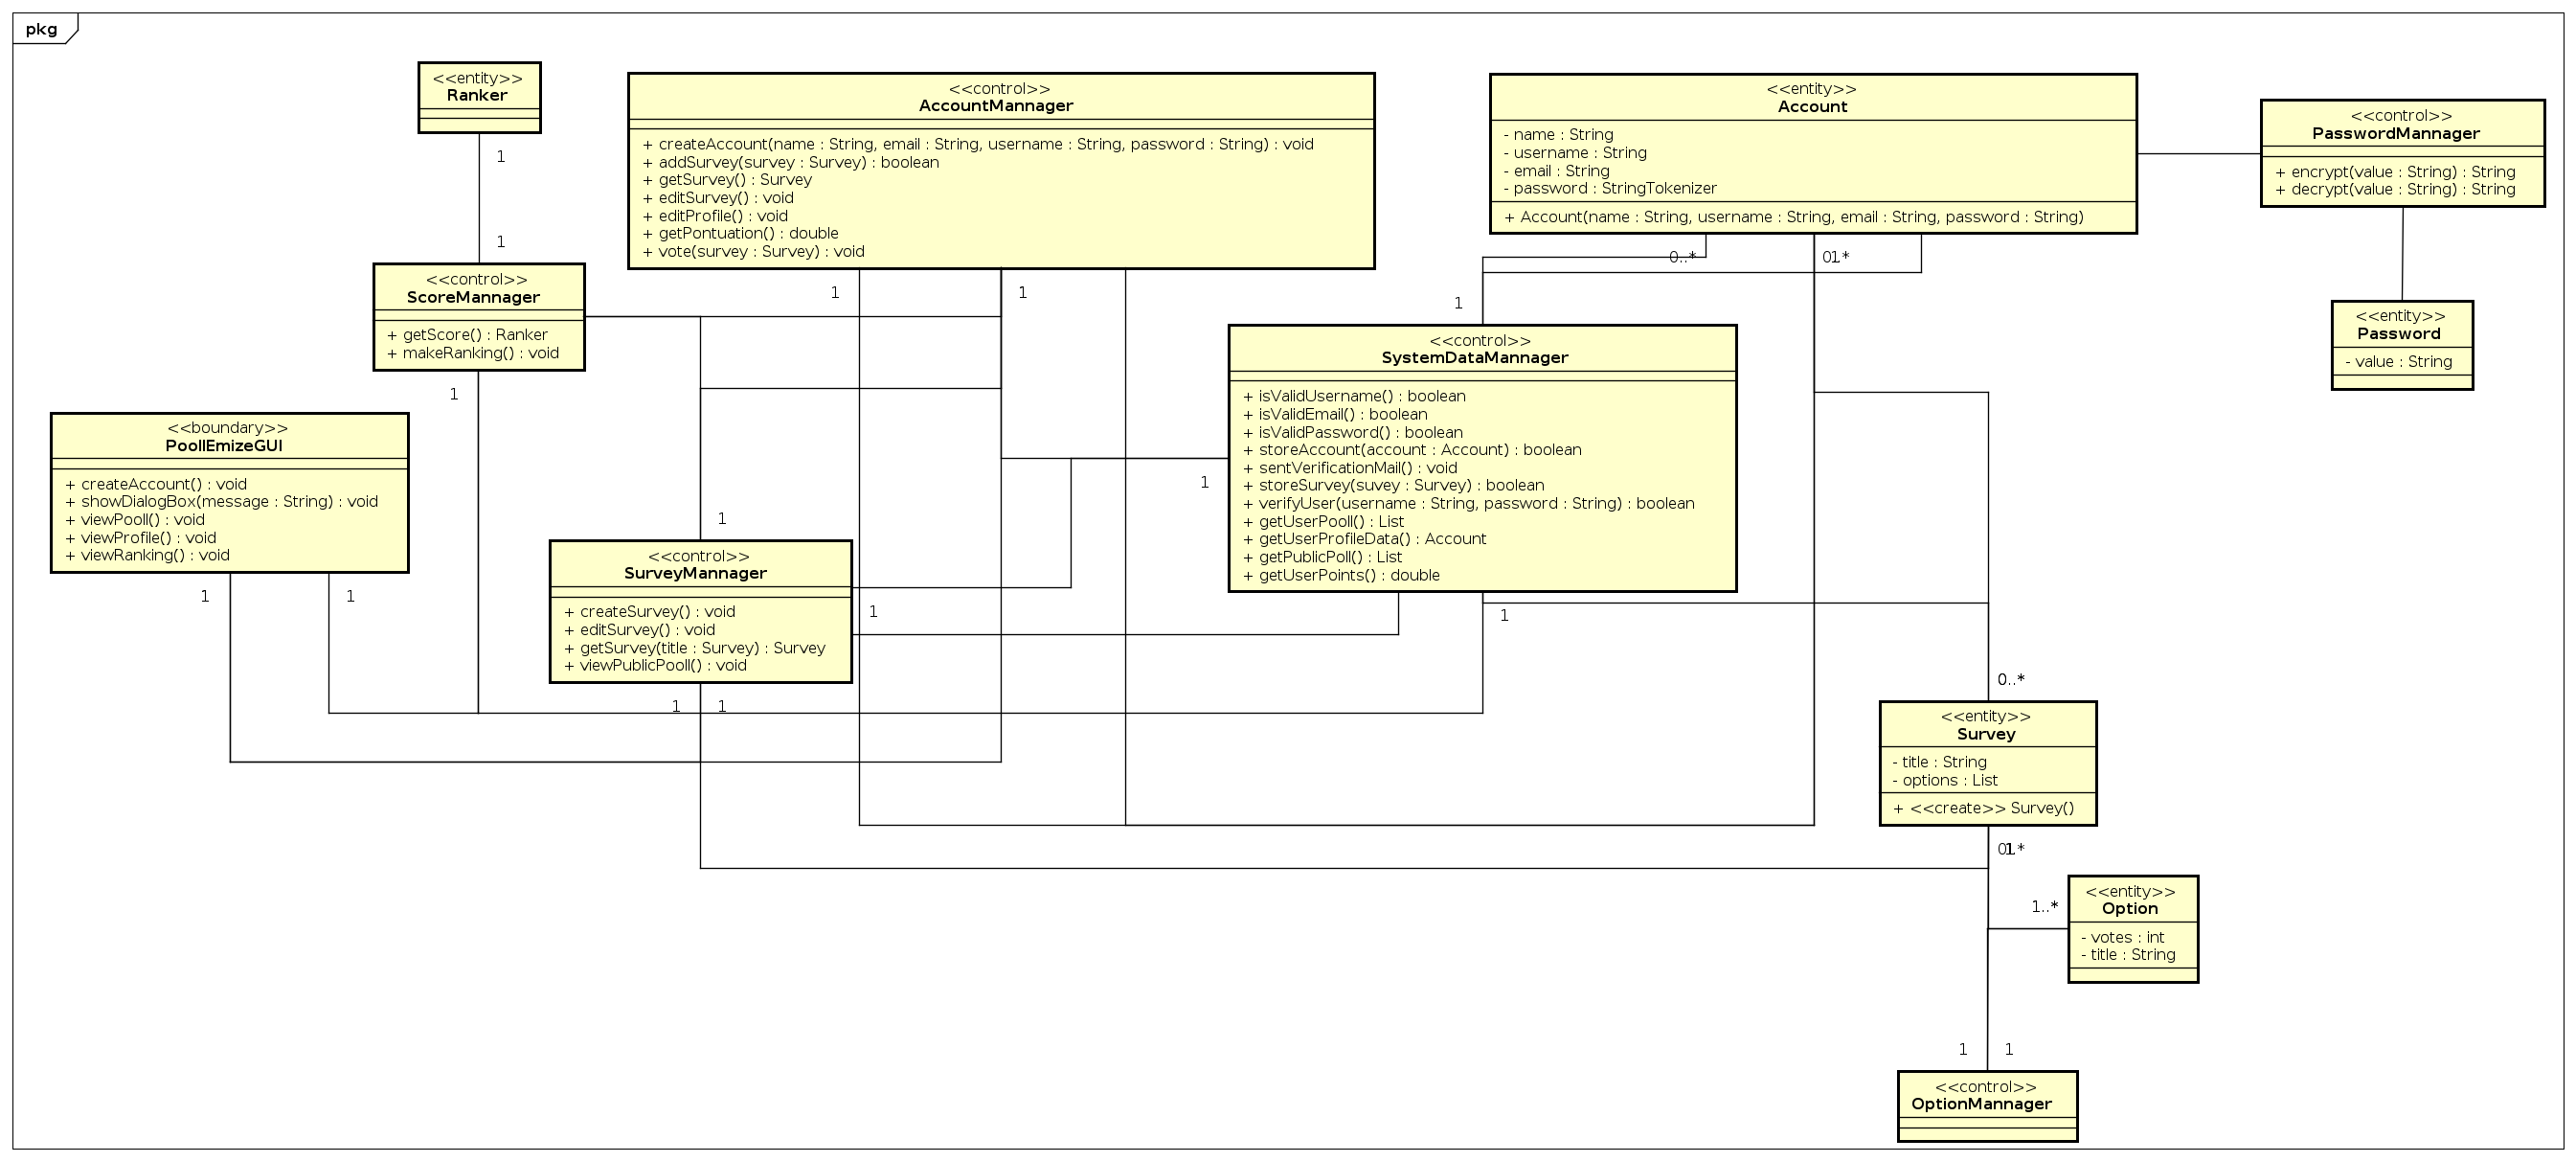 pkg
<<entity>>
Ranker
1
1
<<control>>
ScoreMannager
+ getScore() : Ranker
+ makeRanking() : void
1
<<control>>
AccountMannager
+ createAccount(name : String, email : String, username : String, password : String) : void
+ addSurvey(survey : Survey) : boolean
+ getSurvey() : Survey
+ editSurvey() : void
+ editProfile() : void
+ getPontuation() : double
+ vote(survey : Survey) : void
1
1
<<entity>>
Account
- name : String
- username : String
- email : String
- password : StringTokenizer
+ Account(name : String, username : String, email : String, password : String)
0..*
1
<<control>>
PasswordMannager
+ encrypt(value : String) : String
+ decrypt(value : String) : String
<<entity>>
Password
- value : String
<<boundary>>
PoollEmizeGUI
+ createAccount() : void
+ showDialogBox(message : String) : void
+ viewPooll() : void
+ viewProfile() : void
+ viewRanking() : void
1
1
1
<<control>>
SurveyMannager
+ createSurvey() : void
+ editSurvey() : void
+ getSurvey(title : Survey) : Survey
+ viewPublicPooll() : void
1
1
1
<<control>>
SystemDataMannager
+ isValidUsername() : boolean
+ isValidEmail() : boolean
+ isValidPassword() : boolean
+ storeAccount(account : Account) : boolean
+ sentVerificationMail() : void
+ storeSurvey(suvey : Survey) : boolean
+ verifyUser(username : String, password : String) : boolean
+ getUserPooll() : List
+ getUserProfileData() : Account
+ getPublicPoll() : List
+ getUserPoints() : double
1
1
0..*
<<entity>>
Survey
- title : String
- options : List
+ <<create>> Survey()
<<entity>>
Option
- votes : int
- title : String
1..*
1
1
<<control>>
OptionMannager